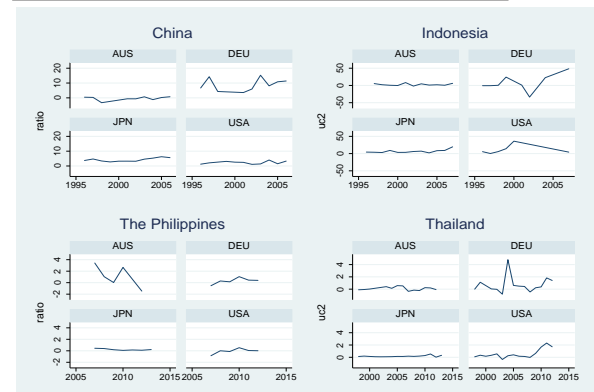 China
AUS DEU
ratio
0 10 20
JPN USA
0 10 20
1995 2000 2005 1995 2000 2005
Indonesia
AUS DEU
uc2
-50 0 50
JPN USA
-50 0 50
1995 2000 2005 1995 2000 2005
The Philippines
AUS DEU
ratio
-2 0 2 4
JPN USA
-2 0 2 4
2005 2010 2015 2005 2010 2015
Thailand
AUS DEU
uc2
0 2 4
JPN USA
0 2 4
2000 2005 2010 2015 2000 2005 2010 2015